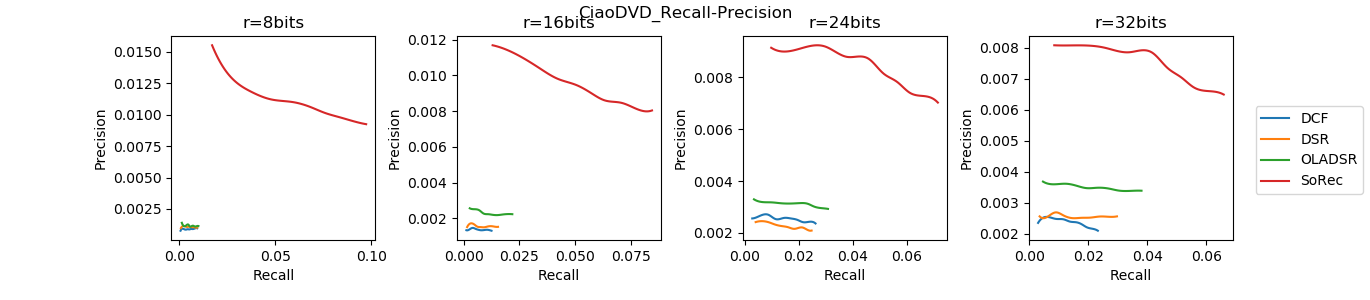 CiaoDVD_Recall-Precision
r=8bits
0.0150
0.0125
0.0100
0.0075
0.0050
0.0025
Precision
0.00 0.05 0.10
Recall
r=16bits
0.012
0.010
0.008
0.006
0.004
0.002
Precision
0.000 0.025 0.050 0.075
Recall
r=24bits
0.008
0.006
0.004
0.002
Precision
0.00 0.02 0.04 0.06
Recall
r=32bits
0.008
0.007
0.006
0.005
0.004
0.003
0.002
Precision
0.00 0.02 0.04 0.06
Recall
DCF
DSR
OLADSR
SoRec